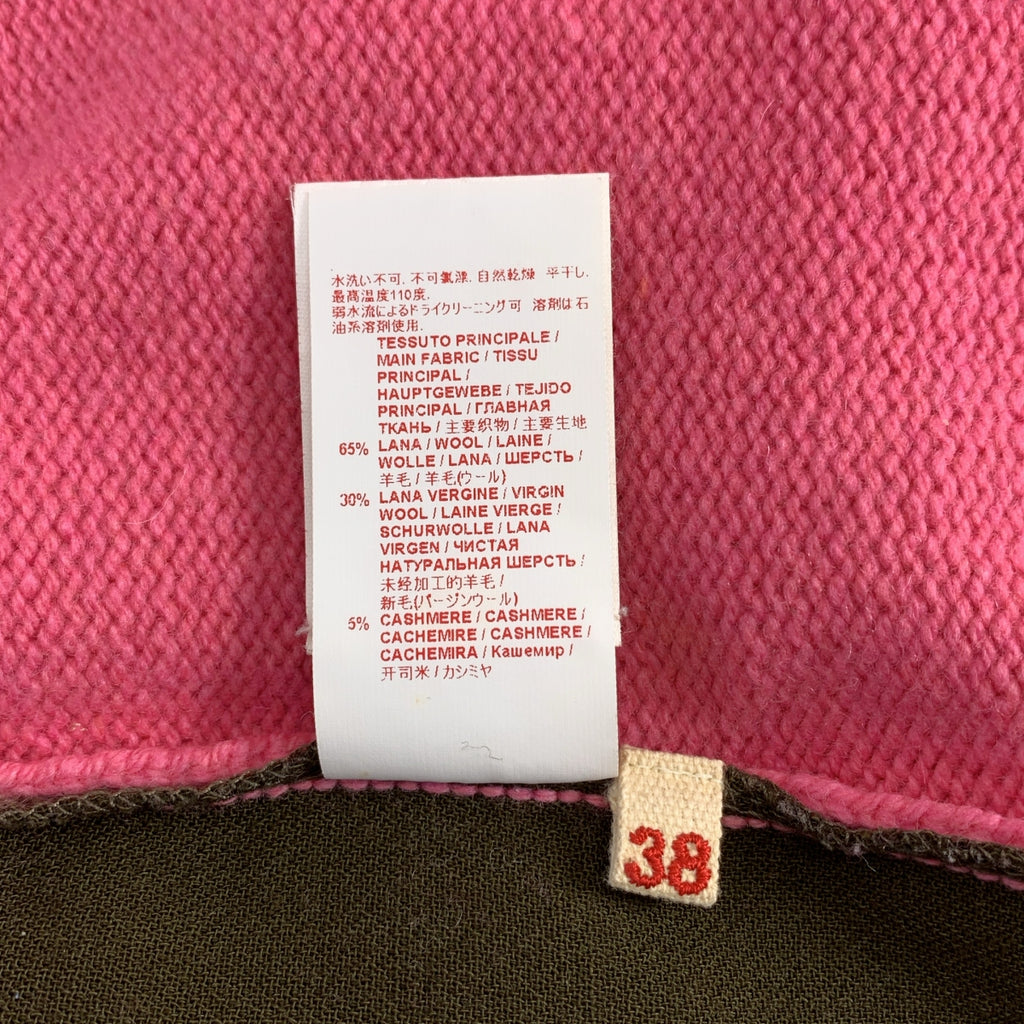 水洗い不可. 不可氯漂. 自然乾燥 平干し.
最高温度110度.
弱水流によるドライクリーニング可 溶剤は石
油系溶剤使用.
TESSUTO PRINCIPALE /
MAIN FABRIC / TISSU
PRINCIPAL /
HAUPTGEWEBE / TEJIDO
PRINCIPAL / ГЛАВНАЯ
ТКАНЬ / 主要织物 / 主要生地
65% LANA / WOOL / LAINE /
WOLLE / LANA / ШЕРСТЬ /
羊毛 / 羊毛(ウール)
30% LANA VERGINE / VIRGIN
WOOL / LAINE VIERGE /
SCHURWOLLE / LANA
VIRGEN / ЧИСТАЯ
НАТУРАЛЬНАЯ ШЕРСТЬ /
未经加工的羊毛 /
新毛(バージンウール)
5% CASHMERE / CASHMERE /
CACHEMIRE / CASHMERE /
CACHEMIRA / Кашемир /
开司米 / カシミヤ
38